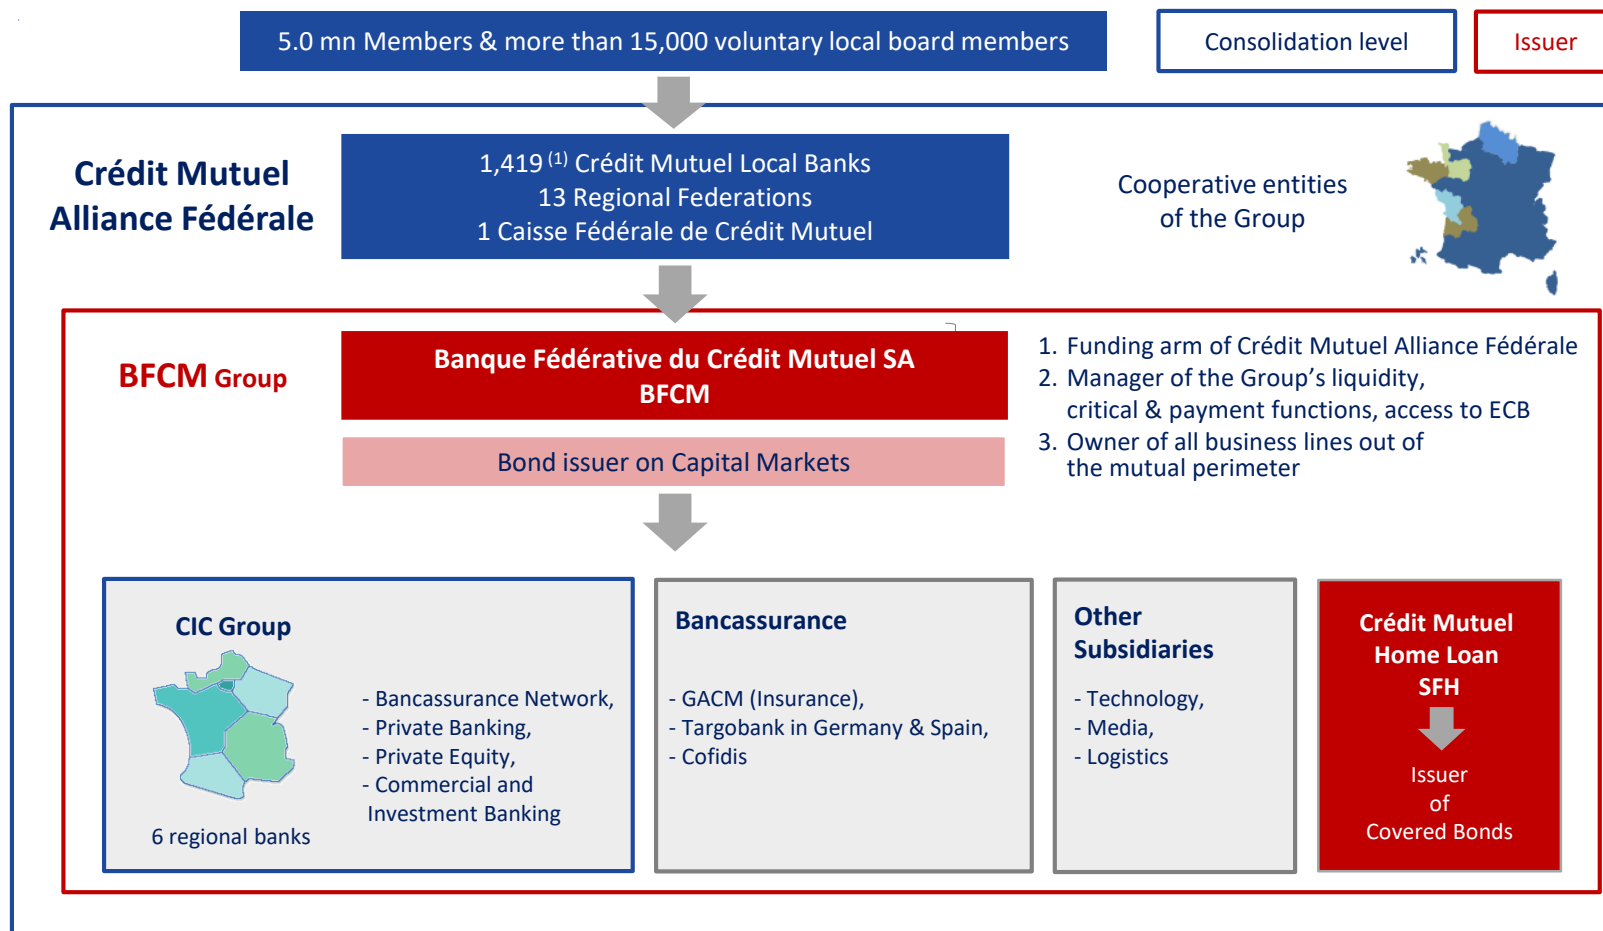 5.0 mn Members & more than 15,000 voluntary local board members
Consolidation level
Issuer
Crédit Mutuel
Alliance Fédérale
1,419 (1) Crédit Mutuel Local Banks
13 Regional Federations
1 Caisse Fédérale de Crédit Mutuel
Cooperative entities
of the Group
BFCM Group
Banque Fédérative du Crédit Mutuel SA
BFCM
Bond issuer on Capital Markets
1. Funding arm of Crédit Mutuel Alliance Fédérale
2. Manager of the Group’s liquidity,
critical & payment functions, access to ECB
3. Owner of all business lines out of
the mutual perimeter
CIC Group
6 regional banks
- Bancassurance Network,
- Private Banking,
- Private Equity,
- Commercial and
Investment Banking
Bancassurance
- GACM (Insurance),
- Targobank in Germany & Spain,
- Cofidis
Other
Subsidiaries
- Technology,
- Media,
- Logistics
Crédit Mutuel
Home Loan
SFH
Issuer
of
Covered Bonds